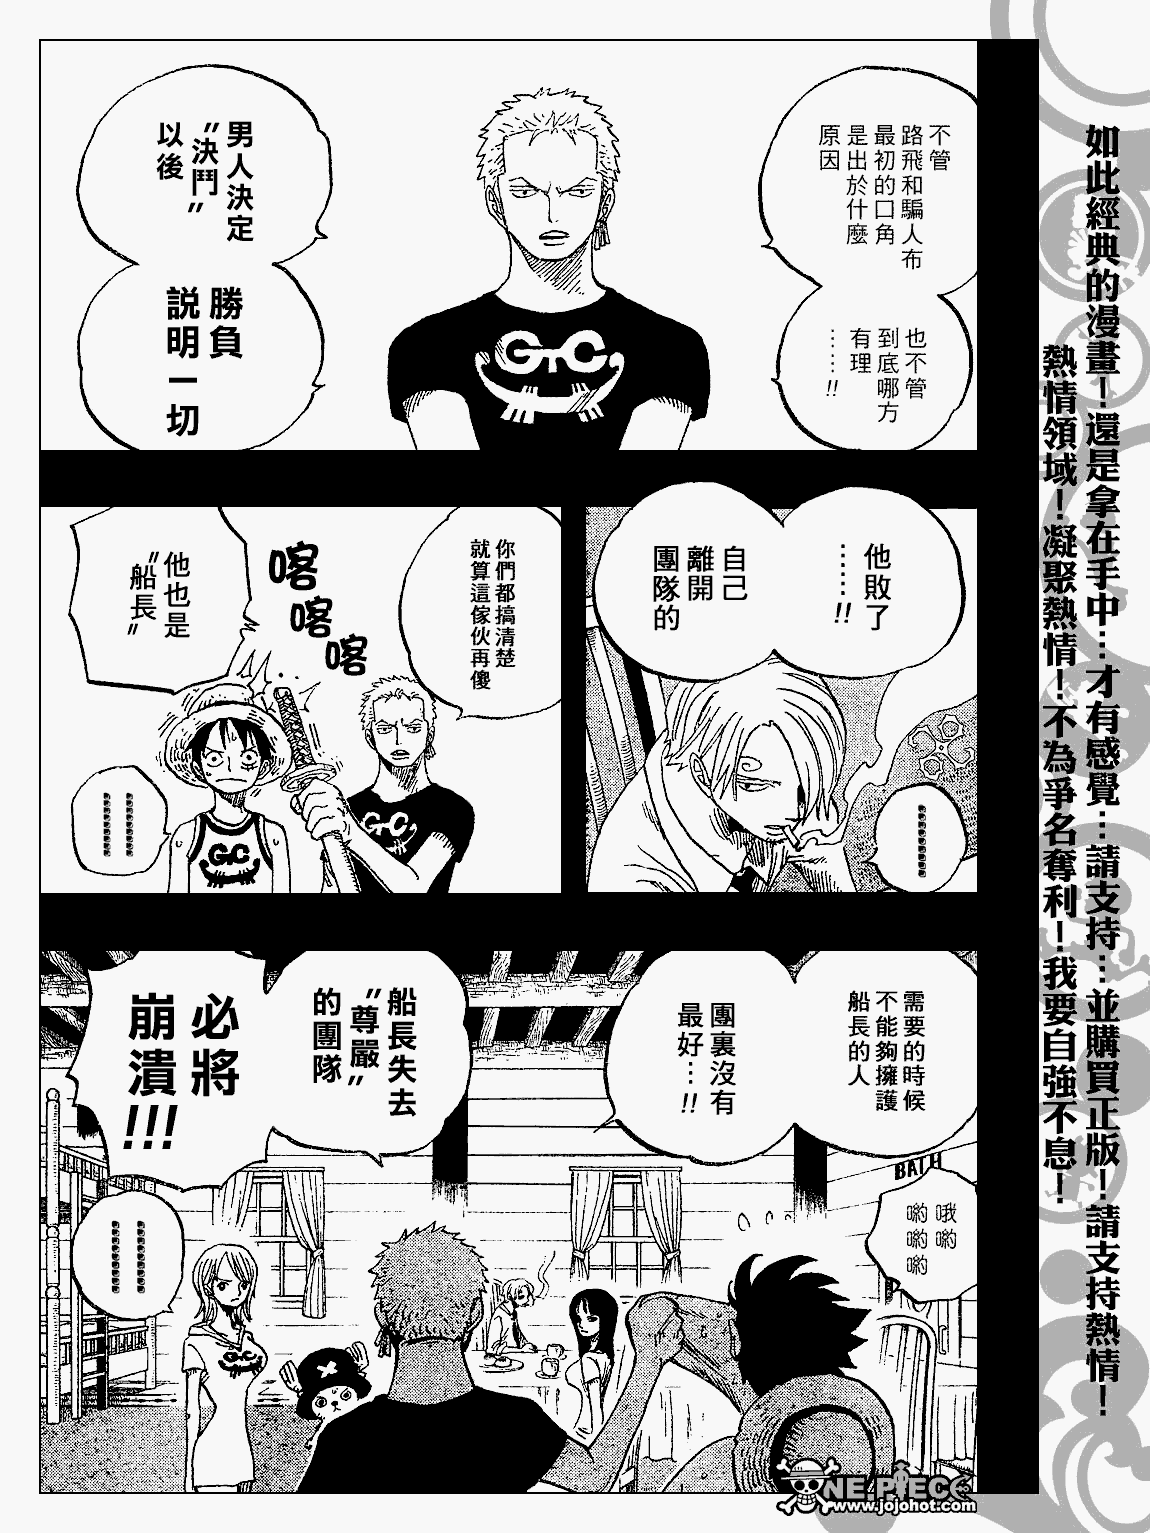 不管
路飛和騙人布
最初的口角
是出於什麼
原因
也不管
到底哪方
有理
……!!
男人決定
"決鬥"
以後
勝負
説明一切
GTC
他敗了
……!!
自己
離開
團隊的
…………
你們都搞清楚
就算這傢伙再傻
喀
喀
喀
他也是
"船長"
GTC
GTC
…………
…………
需要的時候
不能夠擁護
船長的人
團裏沒有
最好…!!
船長失去
"尊嚴"
的團隊
必將
崩潰
!!!
BATH
哦喲
喲喲喲
…………
…………
GTC
如此經典的漫畫!還是拿在手中…才有感覺…請支持…並購買正版!請支持熱情!
熱情領域!凝聚熱情!不為爭名奪利!我要自強不息!
ONE PIECE
www.jojohot.com